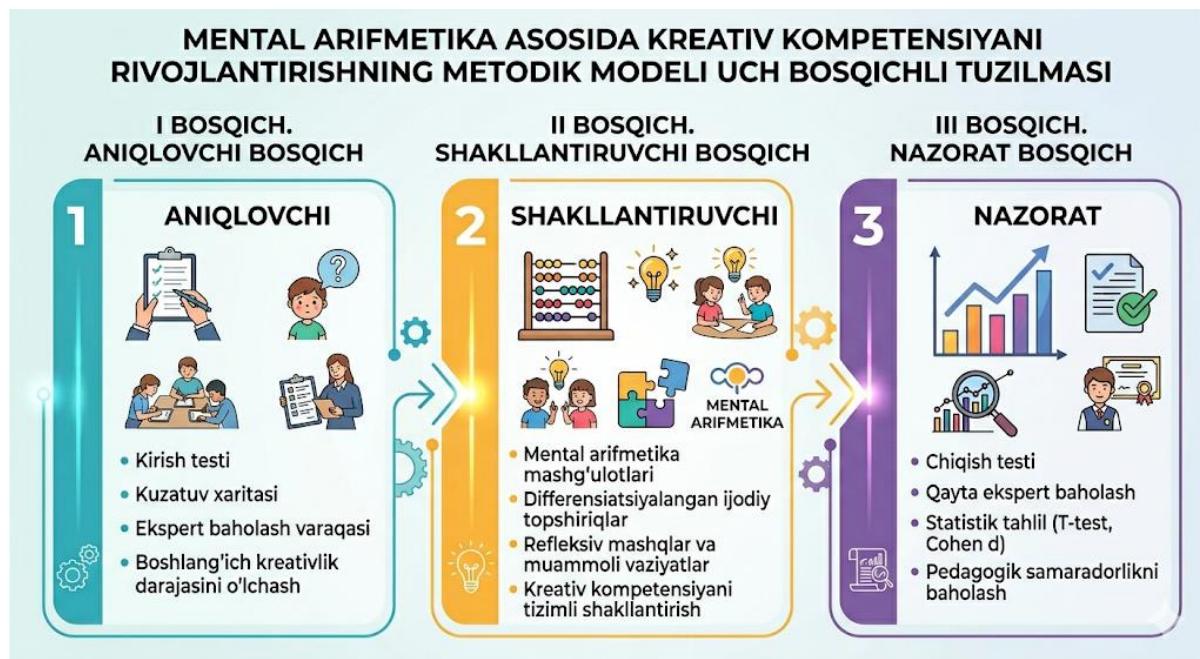 MENTAL ARIFMETIKA ASOSIDA KREATIV KOMPETENSIYANI
RIVOJLANTIRISHNING METODIK MODELI UCH BOSQICHLI TUZILMASI
I BOSQICH.
ANIQLOVCHI BOSQICH
1
ANIQLOVCHI
?
• Kirish testi
• Kuzatuv xaritasi
• Ekspert baholash varaqasi
• Boshlang'ich kreativlik
darajasini o'lchash
II BOSQICH.
SHAKLLANTIRUVCHI BOSQICH
2
SHAKLLANTIRUVCHI
MENTAL
ARIFMETIKA
• Mental arifmetika
mashg'ulotlari
• Differensiatsiyalangan ijodiy
topshiriqlar
• Refleksiv mashqlar va
muammoli vaziyatlar
• Kreativ kompetensiyani
tizimli shakllantirish
III BOSQICH.
NAZORAT BOSQICH
3
NAZORAT
• Chiqish testi
• Qayta ekspert baholash
• Statistik tahlil (T-test,
Cohen d)
• Pedagogik samaradorlikni
baholash